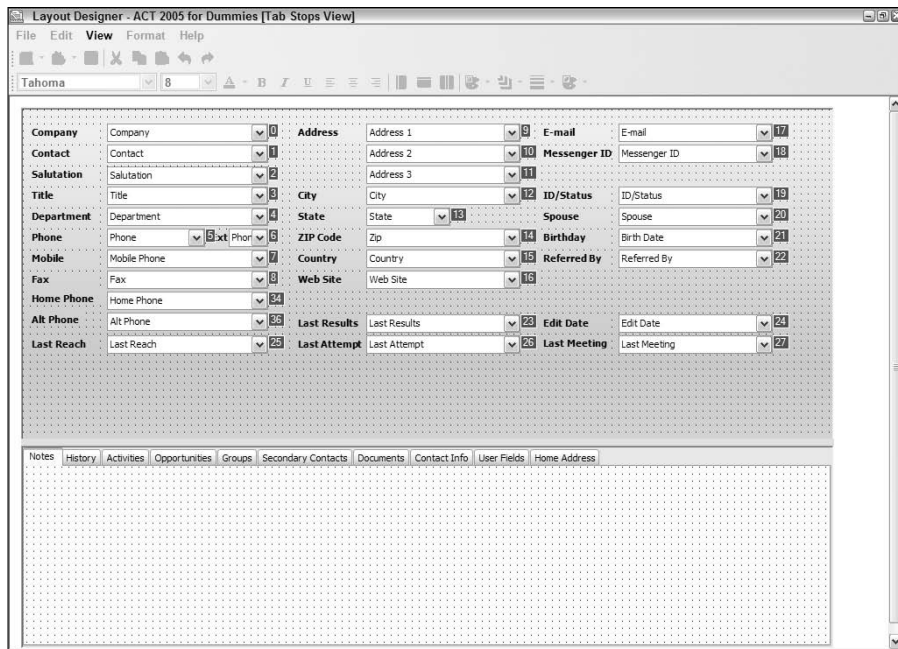 Layout Designer - ACT 2005 for Dummies [Tab Stops View]
File Edit View Format Help
Tahoma 8 A B I U
Company Company 0 Address Address 1 9 E-mail E-mail 17
Contact Contact 1 Address 2 10 Messenger ID Messenger ID 18
Salutation Salutation 2 Address 3 11
Title Title 3 City City 12 ID/Status ID/Status 19
Department Department 4 State State 13 Spouse Spouse 20
Phone Phone 5 xt Phor 6 ZIP Code Zip 14 Birthday Birth Date 21
Mobile Mobile Phone 7 Country Country 15 Referred By Referred By 22
Fax Fax 8 Web Site Web Site 16
Home Phone Home Phone 34
Alt Phone Alt Phone 36 Last Results Last Results 23 Edit Date Edit Date 24
Last Reach Last Reach 25 Last Attempt Last Attempt 26 Last Meeting Last Meeting 27
Notes History Activities Opportunities Groups Secondary Contacts Documents Contact Info User Fields Home Address